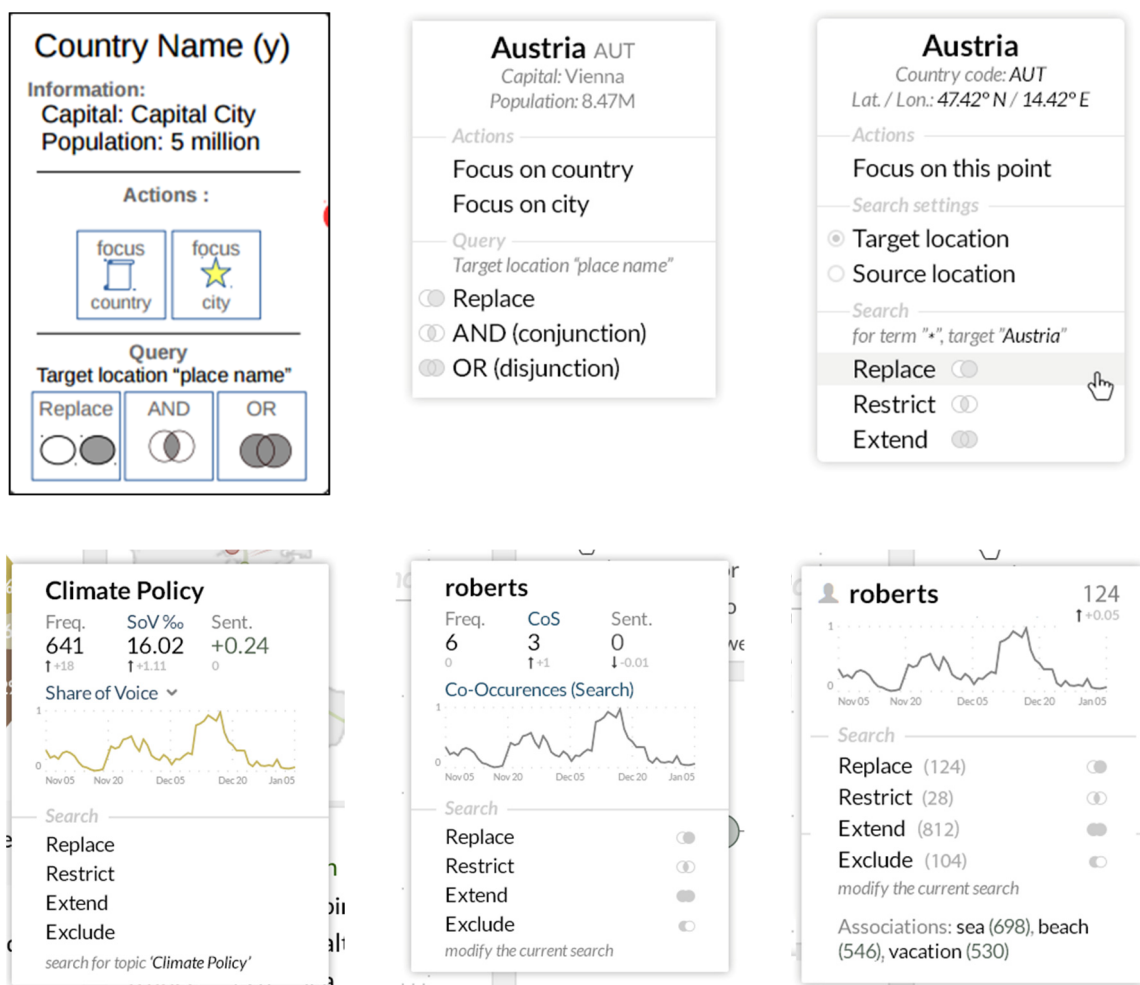 Country Name (y)
Information:
Capital: Capital City
Population: 5 million
Actions :
focus
country
focus
city
Query
Target location “place name”
Replace
AND
OR
Austria AUT
Capital: Vienna
Population: 8.47M
Actions
Focus on country
Focus on city
Query
Target location “place name”
Replace
AND (conjunction)
OR (disjunction)
Austria
Country code: AUT
Lat. / Lon.: 47.42° N / 14.42° E
Actions
Focus on this point
Search settings
Target location
Source location
Search
for term "*", target "Austria"
Replace
Restrict
Extend
Climate Policy
Freq. SoV ‰ Sent.
641 16.02 +0.24
↑+18 ↑+1.11 0
Share of Voice
1
0
Nov 05 Nov 20 Dec 05 Dec 20 Jan 05
Search
Replace
Restrict
Extend
Exclude
search for topic 'Climate Policy'
roberts
Freq. CoS Sent.
6 3 0
0 ↑+1 ↓-0.01
Co-Occurences (Search)
1
0
Nov 05 Nov 20 Dec 05 Dec 20 Jan 05
Search
Replace
Restrict
Extend
Exclude
modify the current search
roberts 124
↑+0.05
1
0
Nov 05 Nov 20 Dec 05 Dec 20 Jan 05
Search
Replace (124)
Restrict (28)
Extend (812)
Exclude (104)
modify the current search
Associations: sea (698), beach
(546), vacation (530)